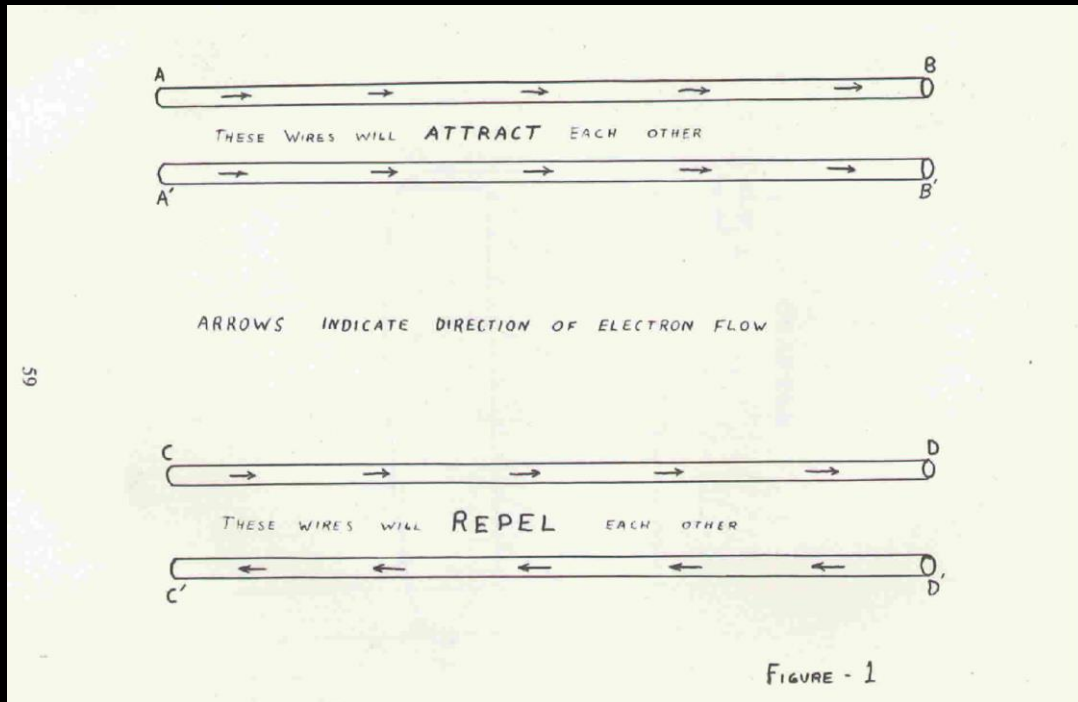 A B
THESE WIRES WILL ATTRACT EACH OTHER
A' B'
ARROWS INDICATE DIRECTION OF ELECTRON FLOW
59
C D
THESE WIRES WILL REPEL EACH OTHER
C' D'
FIGURE - 1